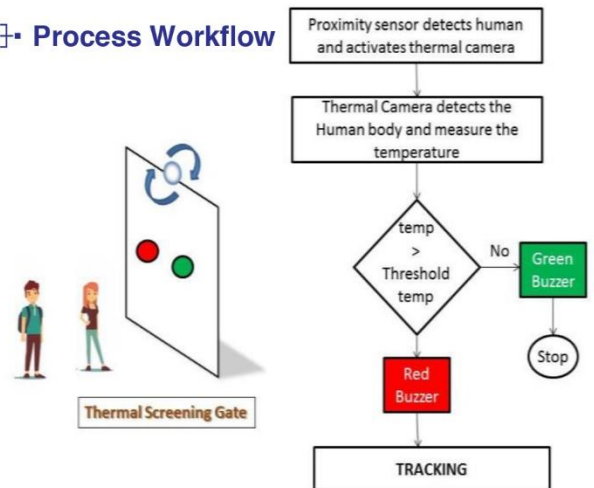 Process Workflow
Proximity sensor detects human
and activates thermal camera
Thermal Camera detects the
Human body and measure the
temperature
temp
>
Threshold
temp
No
Green
Buzzer
Stop
Red
Buzzer
TRACKING
Thermal Screening Gate